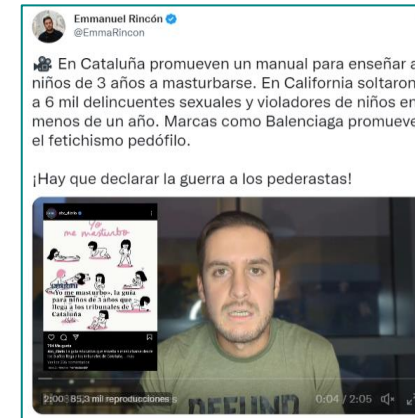 Emmanuel Rincón
@EmmaRincon
En Cataluña promueven un manual para enseñar a
niños de 3 años a masturbarse. En California soltaron
a 6 mil delincuentes sexuales y violadores de niños en
menos de un año. Marcas como Balenciaga promueve
el fetichismo pedófilo.
¡Hay que declarar la guerra a los pederastas!
abc_diario
Yo
me masturbo
«Yo me masturbo», la guía
para niños de 3 años que
llega a los tribunales de
Cataluña
DEFUND
2:00 85,3 mil reproducciones
0:04 / 2:05